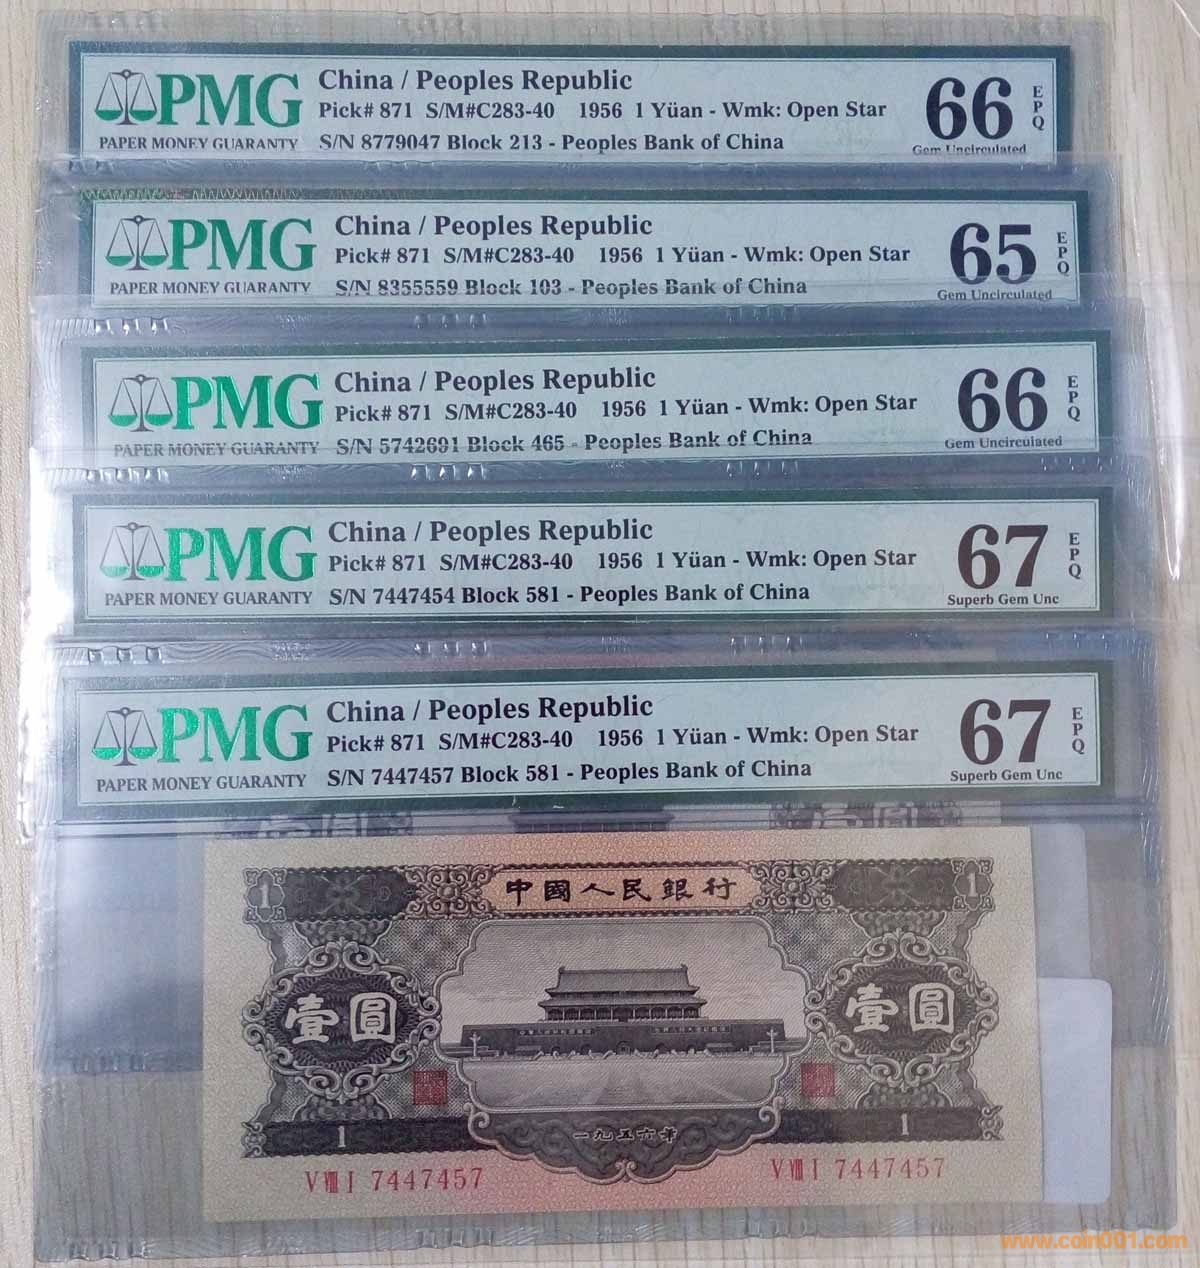 PMG
PAPER MONEY GUARANTY
China / Peoples Republic
Pick# 871 S/M#C283-40 1956 1 Yüan - Wmk: Open Star
S/N 8779047 Block 213 - Peoples Bank of China
66
EPQ
Gem Uncirculated
PMG
PAPER MONEY GUARANTY
China / Peoples Republic
Pick# 871 S/M#C283-40 1956 1 Yüan - Wmk: Open Star
S/N 8355559 Block 103 - Peoples Bank of China
65
EPQ
Gem Uncirculated
PMG
PAPER MONEY GUARANTY
China / Peoples Republic
Pick# 871 S/M#C283-40 1956 1 Yüan - Wmk: Open Star
S/N 5742691 Block 465 - Peoples Bank of China
66
EPQ
Gem Uncirculated
PMG
PAPER MONEY GUARANTY
China / Peoples Republic
Pick# 871 S/M#C283-40 1956 1 Yüan - Wmk: Open Star
S/N 7447454 Block 581 - Peoples Bank of China
67
EPQ
Superb Gem Unc
PMG
PAPER MONEY GUARANTY
China / Peoples Republic
Pick# 871 S/M#C283-40 1956 1 Yüan - Wmk: Open Star
S/N 7447457 Block 581 - Peoples Bank of China
67
EPQ
Superb Gem Unc
1 中國人民銀行 1
壹圓 壹圓
1 一九五六年 1
V VIII I 7447457 V VIII I 7447457
www.coin001.com